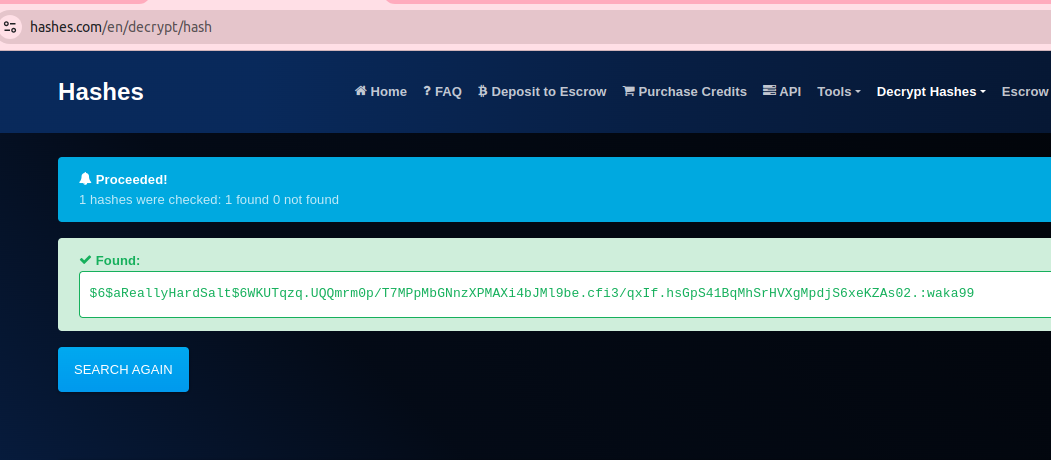 hashes.com/en/decrypt/hash
Hashes
Home ? FAQ Deposit to Escrow Purchase Credits API Tools Decrypt Hashes Escrow
Proceeded!
1 hashes were checked: 1 found 0 not found
Found:
$6$aReallyHardSalt$6WKUTqzq.UQQmrm0p/T7MPpMbGNnzXPMAXi4bJMl9be.cfi3/qxIf.hsGpS41BqMhSrHVXgMpdjS6xeKZAs02.:waka99
SEARCH AGAIN